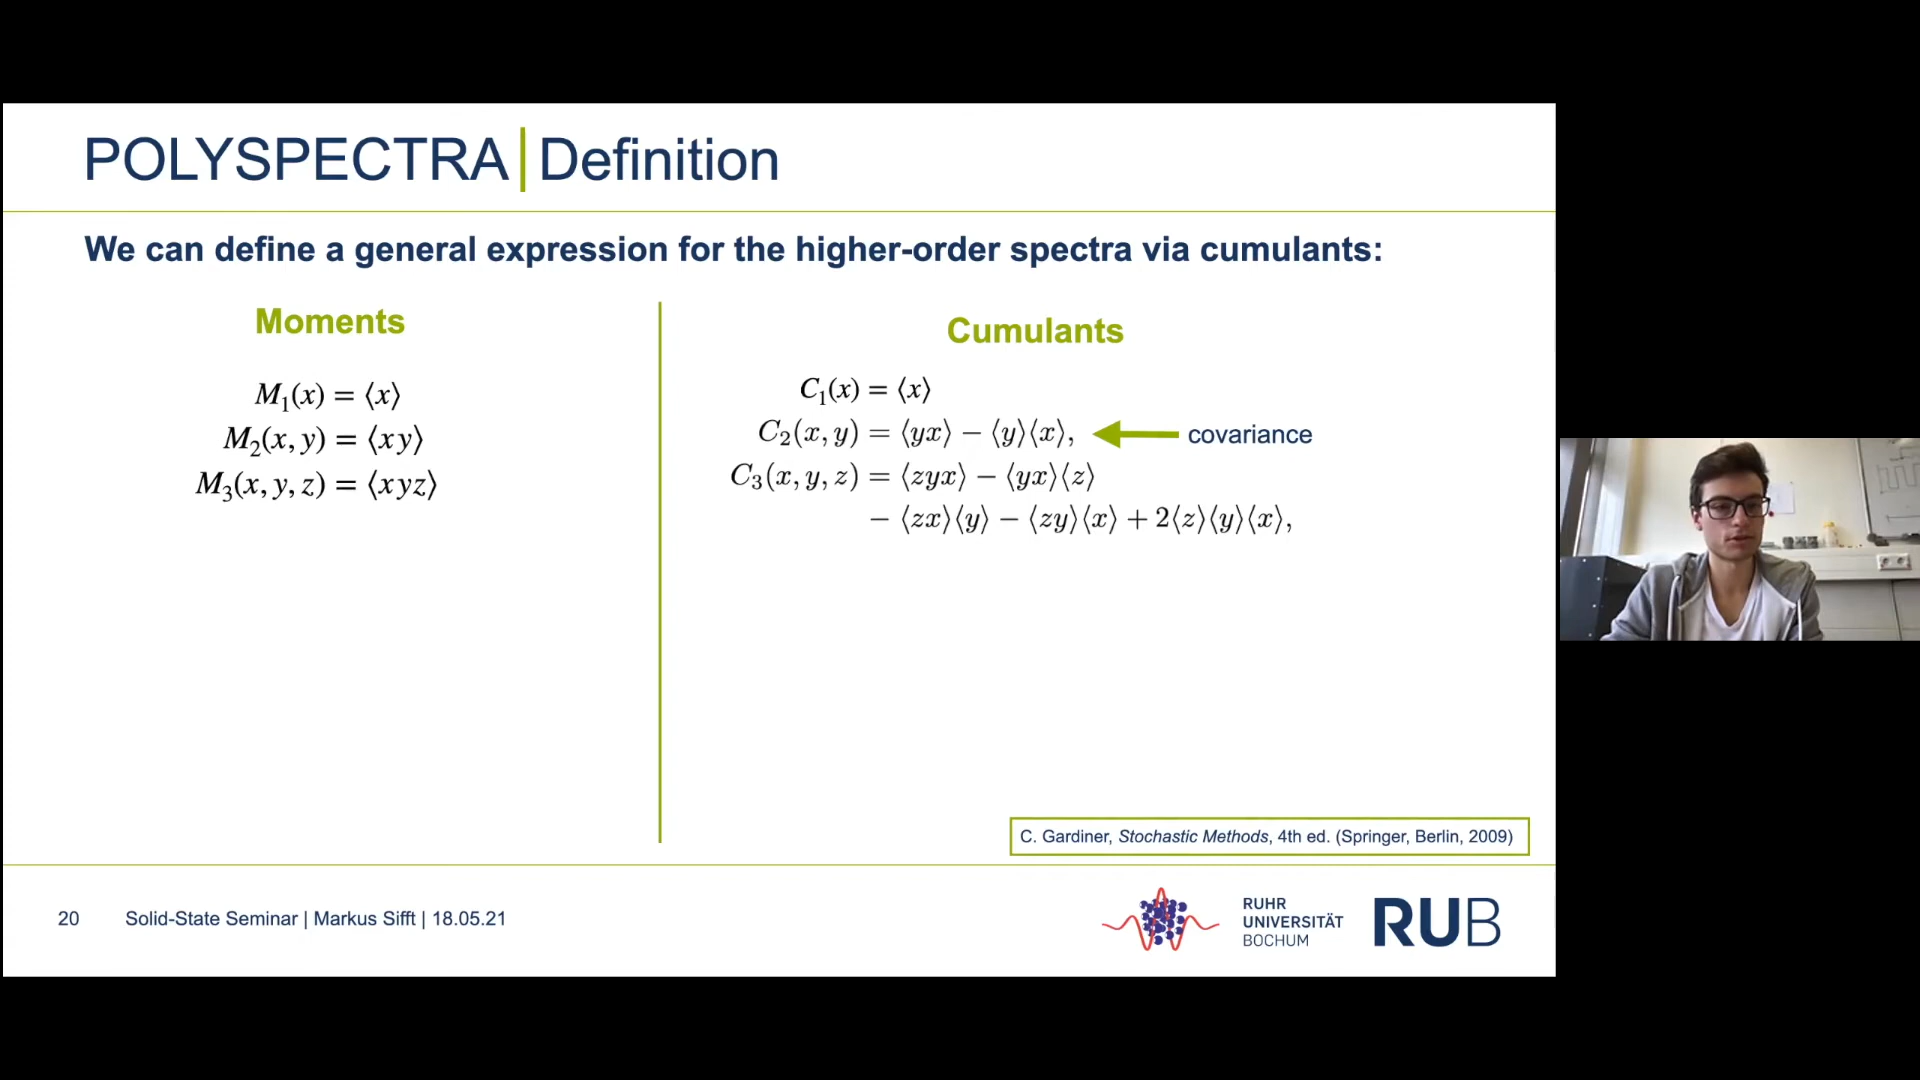 POLYSPECTRA|Definition
We can define a general expression for the higher-order spectra via cumulants:
Moments
M₁(x) = ⟨x⟩
M₂(x, y) = ⟨xy⟩
M₃(x, y, z) = ⟨xyz⟩
Cumulants
C₁(x) = ⟨x⟩
C₂(x, y) = ⟨yx⟩ − ⟨y⟩⟨x⟩, covariance
C₃(x, y, z) = ⟨zyx⟩ − ⟨yx⟩⟨z⟩
− ⟨zx⟩⟨y⟩ − ⟨zy⟩⟨x⟩ + 2⟨z⟩⟨y⟩⟨x⟩,
C. Gardiner, Stochastic Methods, 4th ed. (Springer, Berlin, 2009)
20 Solid-State Seminar | Markus Sifft | 18.05.21
RUHR
UNIVERSITÄT
BOCHUM
RUB